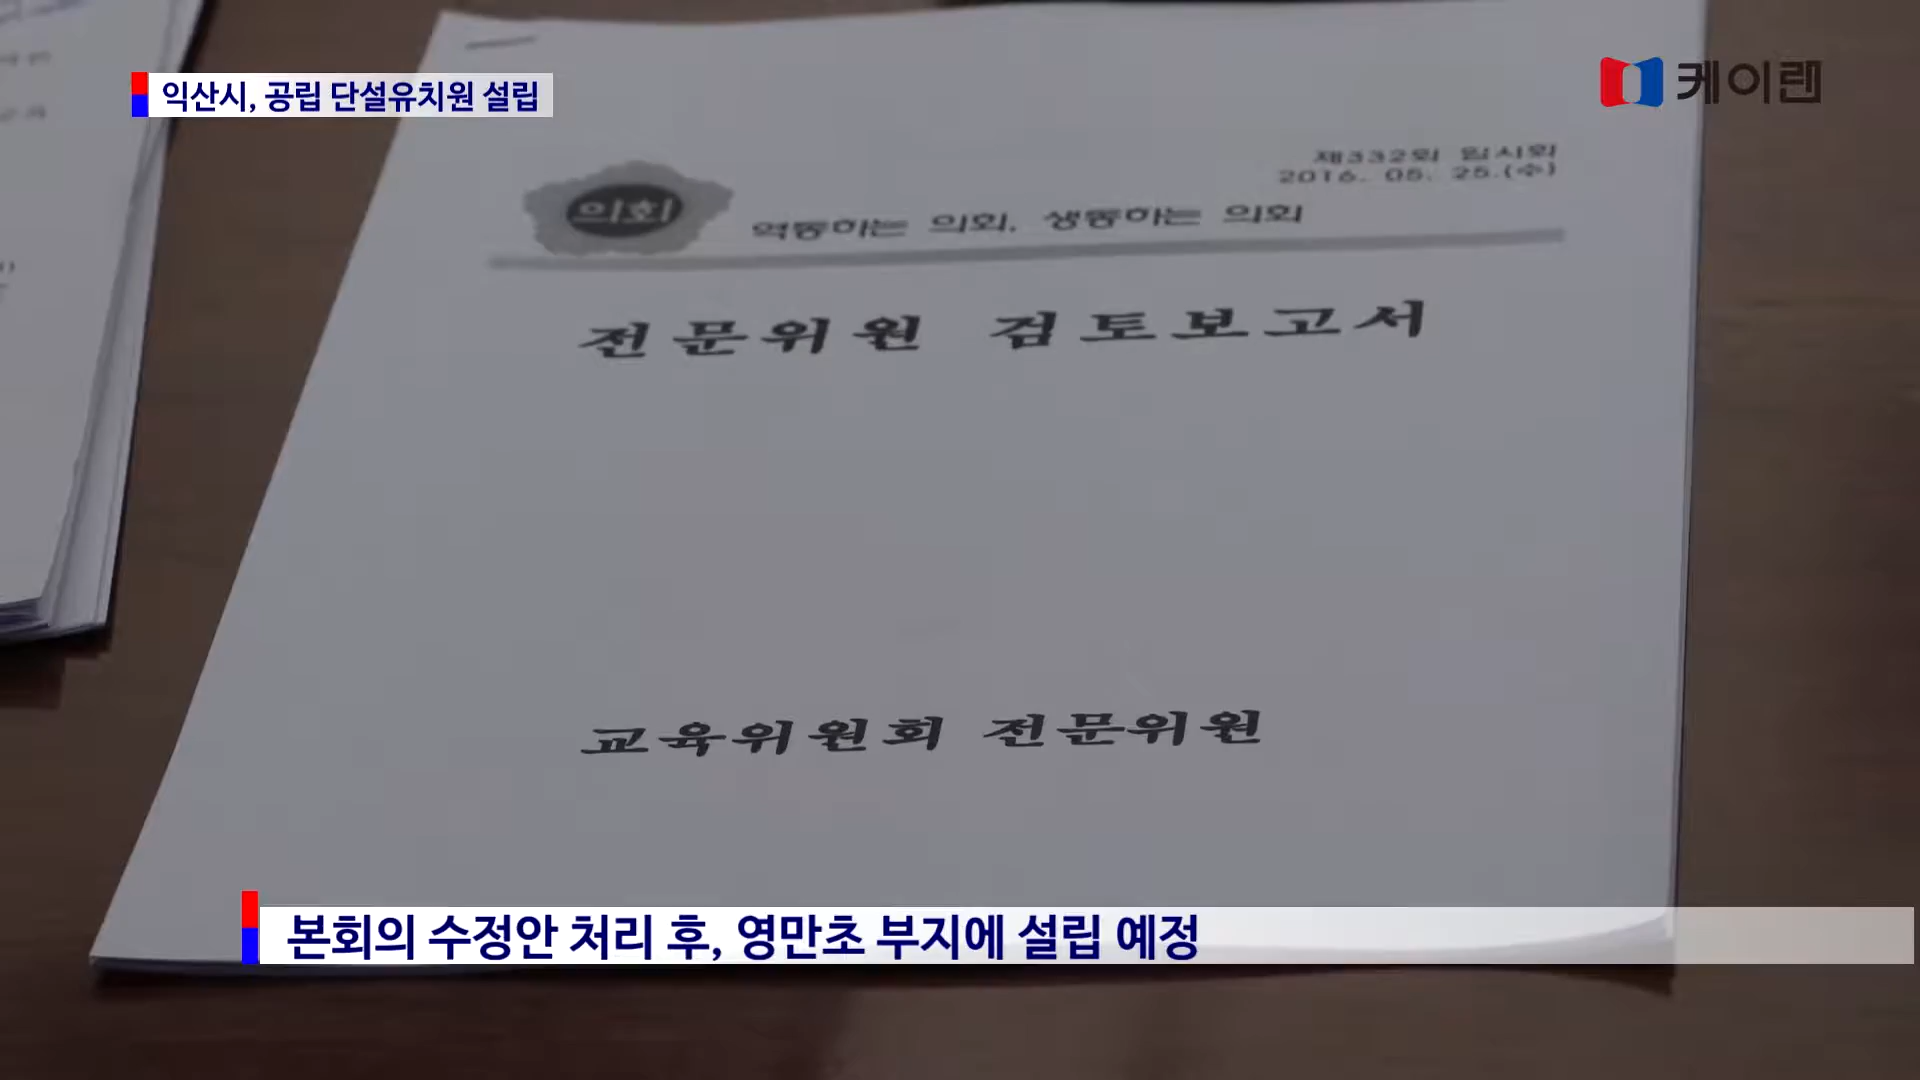 익산시, 공립 단설유치원 설립
케이렌
제332회 임시회
2016. 05. 25.(수)
의회
역동하는 의회, 생동하는 의회
전문위원 검토보고서
교육위원회 전문위원
본회의 수정안 처리 후, 영만초 부지에 설립 예정